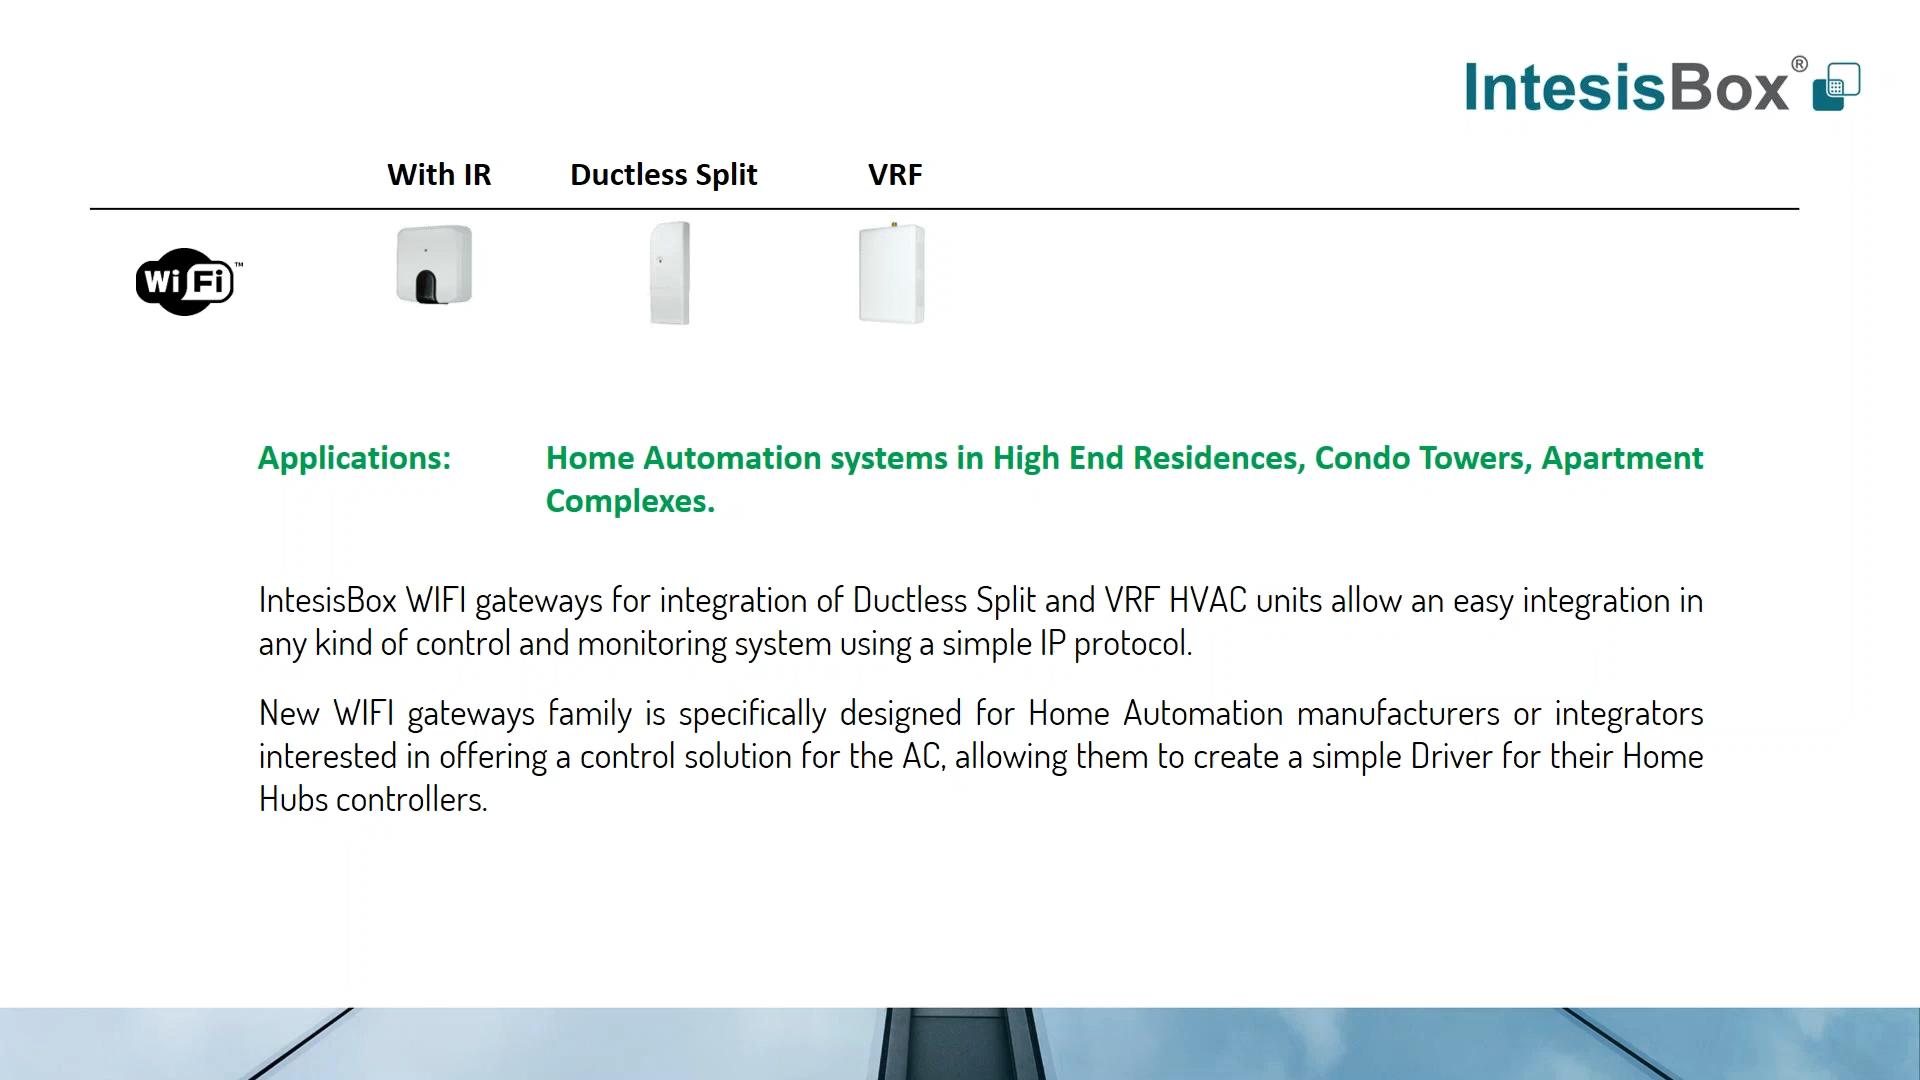 IntesisBox®
With IR Ductless Split VRF
WiFi™
Applications: Home Automation systems in High End Residences, Condo Towers, Apartment
Complexes.
IntesisBox WIFI gateways for integration of Ductless Split and VRF HVAC units allow an easy integration in
any kind of control and monitoring system using a simple IP protocol.
New WIFI gateways family is specifically designed for Home Automation manufacturers or integrators
interested in offering a control solution for the AC, allowing them to create a simple Driver for their Home
Hubs controllers.